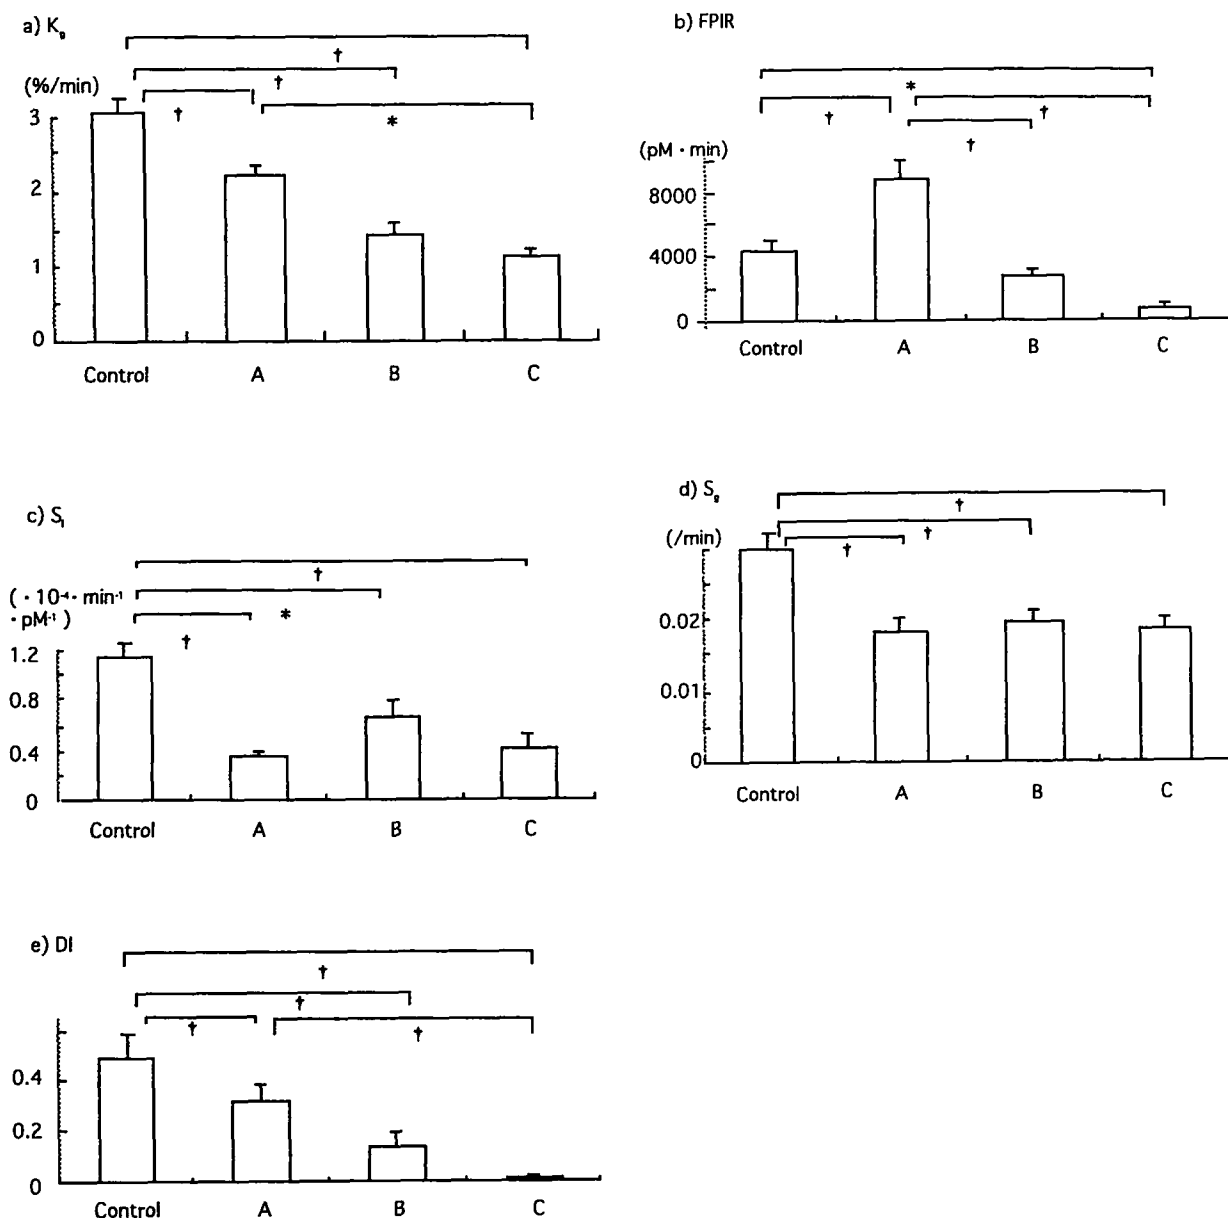 a) Kg
†
(%/min)
†
†
*
3
2
1
0
Control A B C
b) FPIR
*
† †
†
(pM · min)
8000
4000
0
Control A B C
c) SI
†
( · 10⁻⁴ · min⁻¹
· pM⁻¹ )
*
†
1.2
0.8
0.4
0
Control A B C
d) Sg
†
(/min)
†
†
0.02
0.01
0
Control A B C
e) DI
†
†
† †
0.4
0.2
0
Control A B C